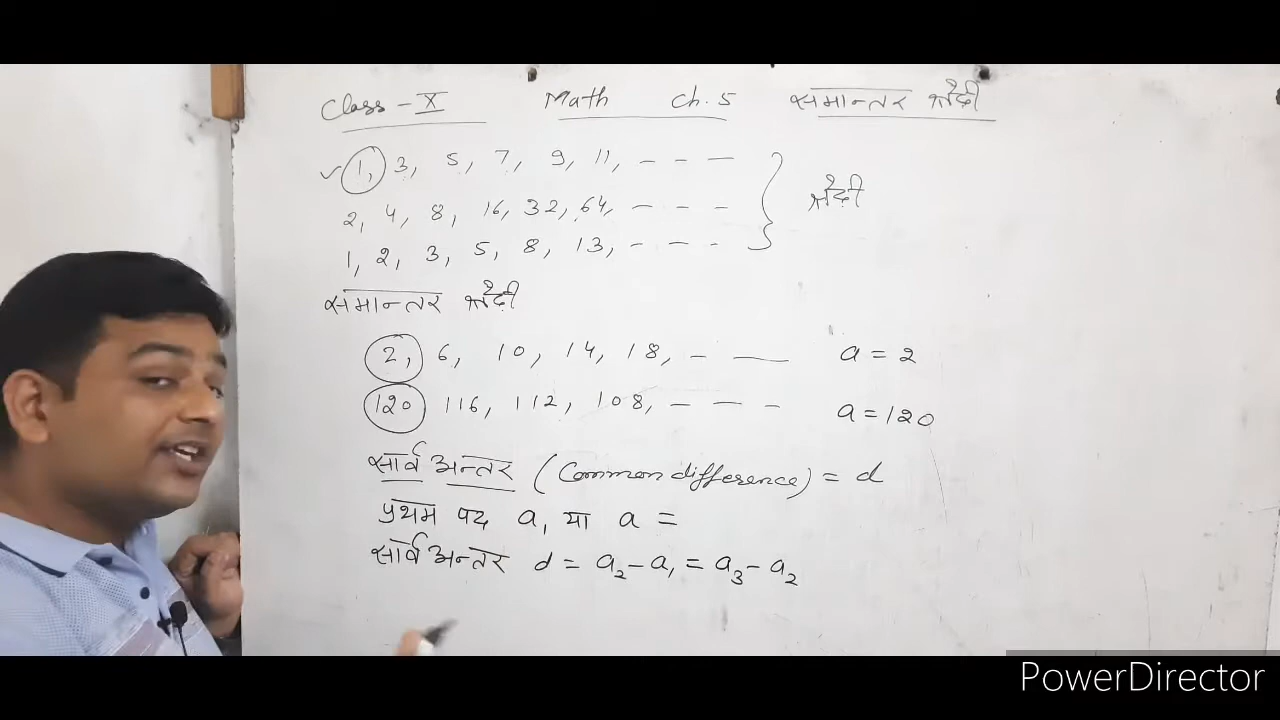 Class - X Math Ch. 5 समान्तर श्रेढ़ी
✓ 1, 3, 5, 7, 9, 11, - - -
2, 4, 8, 16, 32, 64, - - -
श्रेढ़ी
1, 2, 3, 5, 8, 13, - - -
समान्तर श्रेढ़ी
2, 6, 10, 14, 18, - — a = 2
120 116, 112, 108, - - - a = 120
सार्व अन्तर (Common difference) = d
प्रथम पद a₁ या a =
सार्व अन्तर d = a₂ - a₁ = a₃ - a₂
PowerDirector